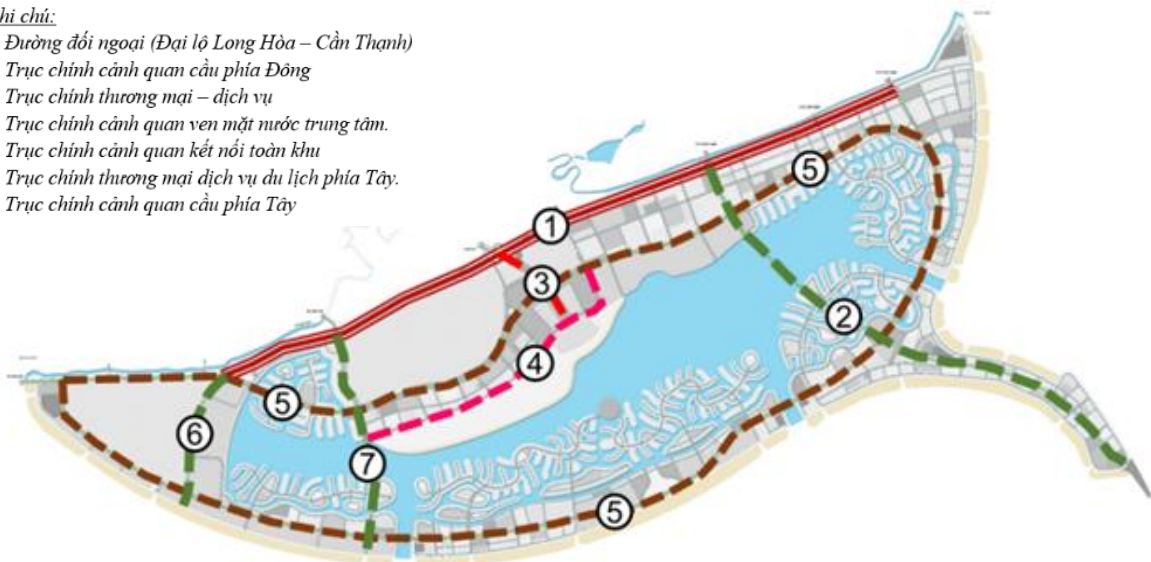 hi chú:
Đường đối ngoại (Đại lộ Long Hòa – Cần Thạnh)
Trục chính cảnh quan cầu phía Đông
Trục chính thương mại – dịch vụ
Trục chính cảnh quan ven mặt nước trung tâm.
Trục chính cảnh quan kết nối toàn khu
Trục chính thương mại dịch vụ du lịch phía Tây.
Trục chính cảnh quan cầu phía Tây
5
1
3
2
4
5
6
7
5